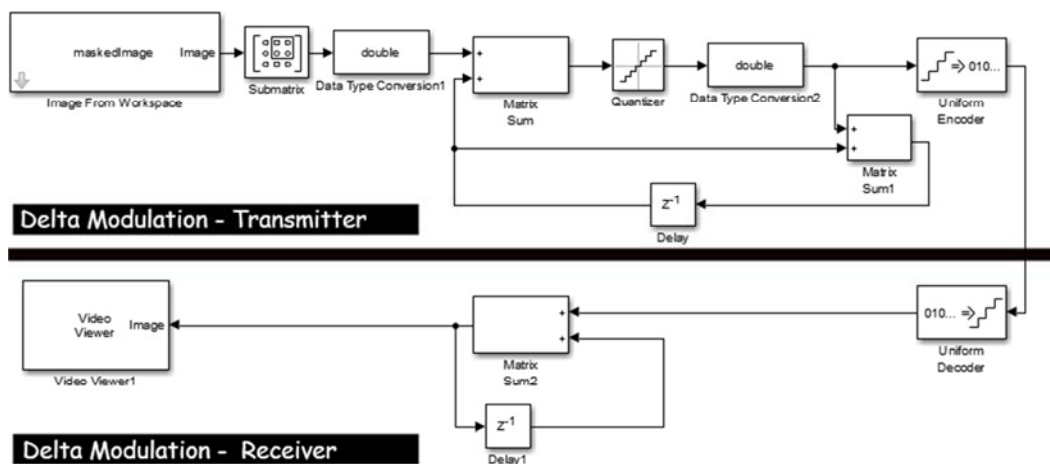 maskedImage
Image
Image From Workspace
Submatrix
double
Data Type Conversion1
+
+
Matrix
Sum
Quantizer
double
Data Type Conversion2
=> 010...
Uniform
Encoder
+
+
Matrix
Sum1
z-1
Delay
Delta Modulation - Transmitter
Video
Viewer
Image
Video Viewer1
+
+
Matrix
Sum2
z-1
Delay1
010... =>
Uniform
Decoder
Delta Modulation - Receiver